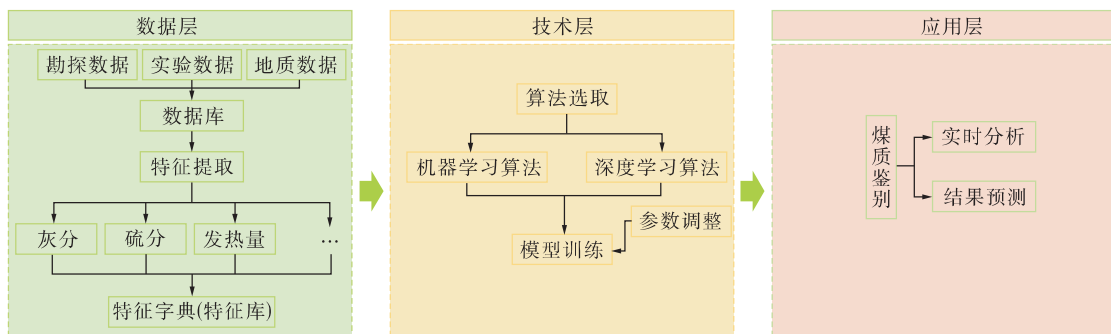 数据层
勘探数据 实验数据 地质数据
数据库
特征提取
灰分 硫分 发热量 …
特征字典(特征库)
技术层
算法选取
机器学习算法 深度学习算法
参数调整
模型训练
应用层
煤质鉴别
实时分析
结果预测